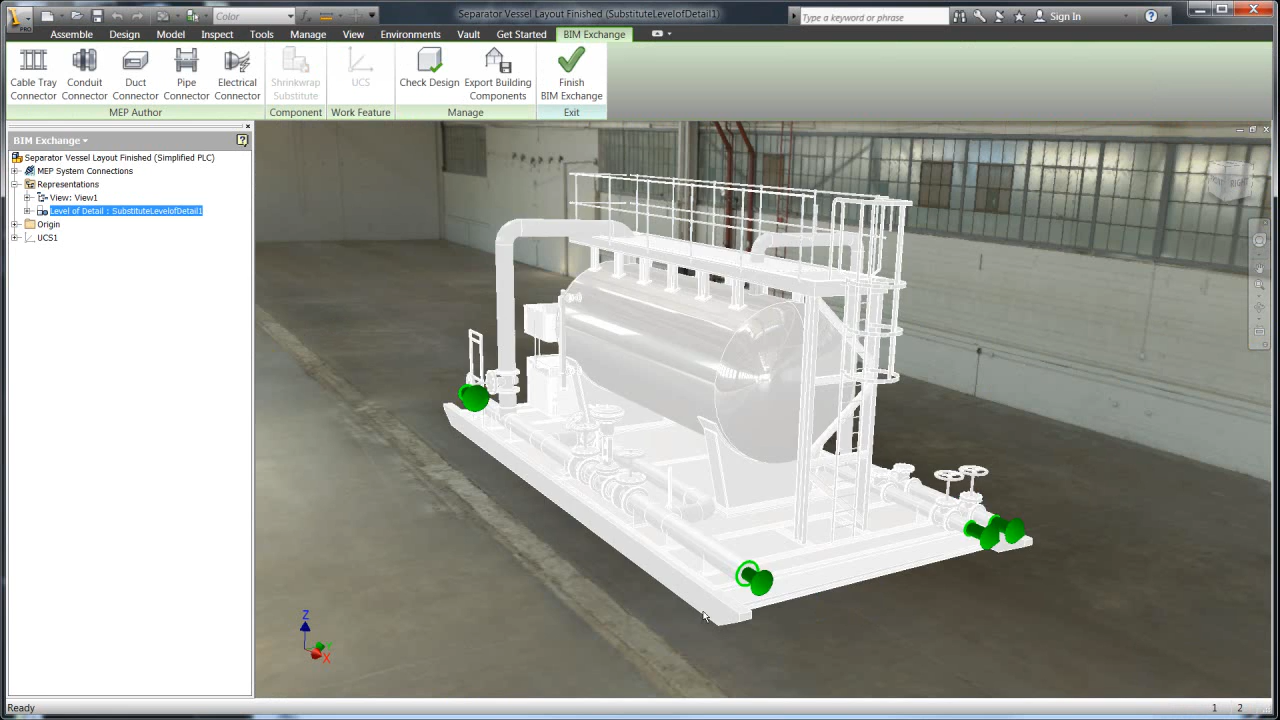 PRO
Color
Separator Vessel Layout Finished (SubstituteLevelofDetail1)
Type a keyword or phrase
Sign In
Assemble Design Model Inspect Tools Manage View Environments Vault Get Started BIM Exchange
Cable Tray Connector
Conduit Connector
Duct Connector
Pipe Connector
Electrical Connector
Shrinkwrap Substitute
UCS
Check Design
Export Building Components
Finish BIM Exchange
MEP Author Component Work Feature Manage Exit
BIM Exchange
Separator Vessel Layout Finished (Simplified PLC)
MEP System Connections
Representations
View: View1
Level of Detail : SubstituteLevelofDetail1
Origin
UCS1
RIGHT
Z
Y
X
Ready
1 2